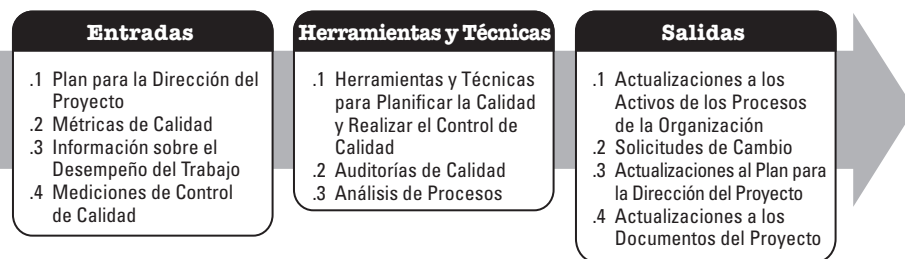 Entradas
.1 Plan para la Dirección del
Proyecto
.2 Métricas de Calidad
.3 Información sobre el
Desempeño del Trabajo
.4 Mediciones de Control
de Calidad
Herramientas y Técnicas
.1 Herramientas y Técnicas
para Planificar la Calidad
y Realizar el Control de
Calidad
.2 Auditorías de Calidad
.3 Análisis de Procesos
Salidas
.1 Actualizaciones a los
Activos de los Procesos
de la Organización
.2 Solicitudes de Cambio
.3 Actualizaciones al Plan para
la Dirección del Proyecto
.4 Actualizaciones a los
Documentos del Proyecto